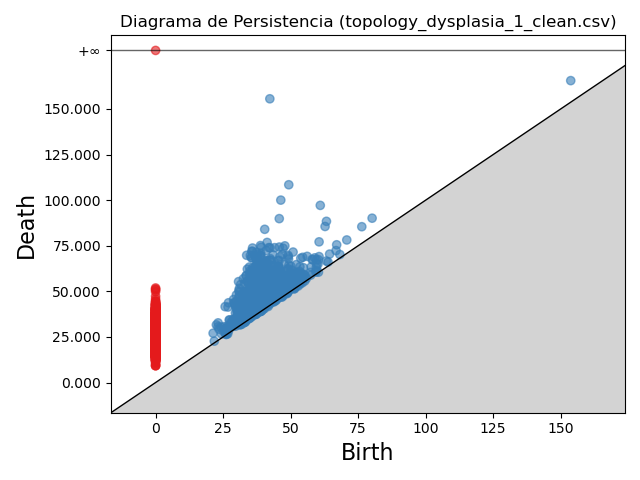 Diagrama de Persistencia (topology_dysplasia_1_clean.csv)
+∞
150.000
125.000
100.000
75.000
50.000
25.000
0.000
Death
0 25 50 75 100 125 150
Birth